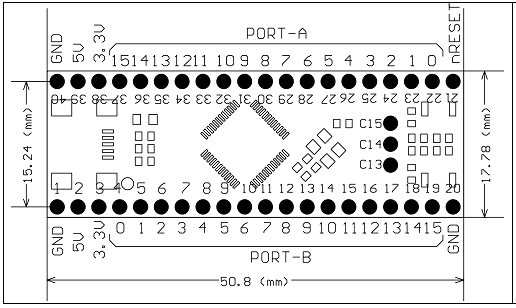 PORT-A
GND 5V 3.3V 15 14 13 12 11 10 9 8 7 6 5 4 3 2 1 0 nRESET
40 39 38 37 36 35 34 33 32 31 30 29 28 27 26 25 24 23 22 21
C15
C14
C13
15.24 (mm)
17.78 (mm)
1 2 3 4 5 6 7 8 9 10 11 12 13 14 15 16 17 18 19 20
GND 5V 3.3V 0 1 2 3 4 5 6 7 8 9 10 11 12 13 14 15 GND
PORT-B
50.8 (mm)